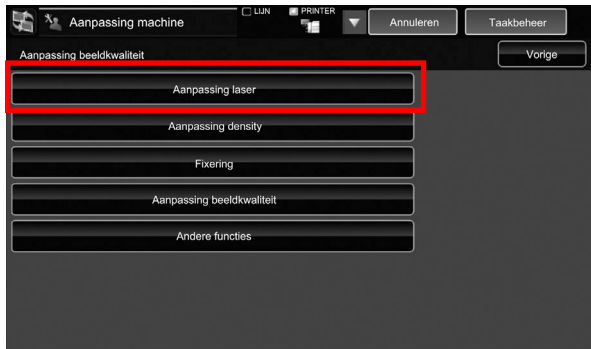 Aanpassing machine LIJN PRINTER Annuleren Taakbeheer
Aanpassing beeldkwaliteit Vorige
Aanpassing laser
Aanpassing density
Fixering
Aanpassing beeldkwaliteit
Andere functies